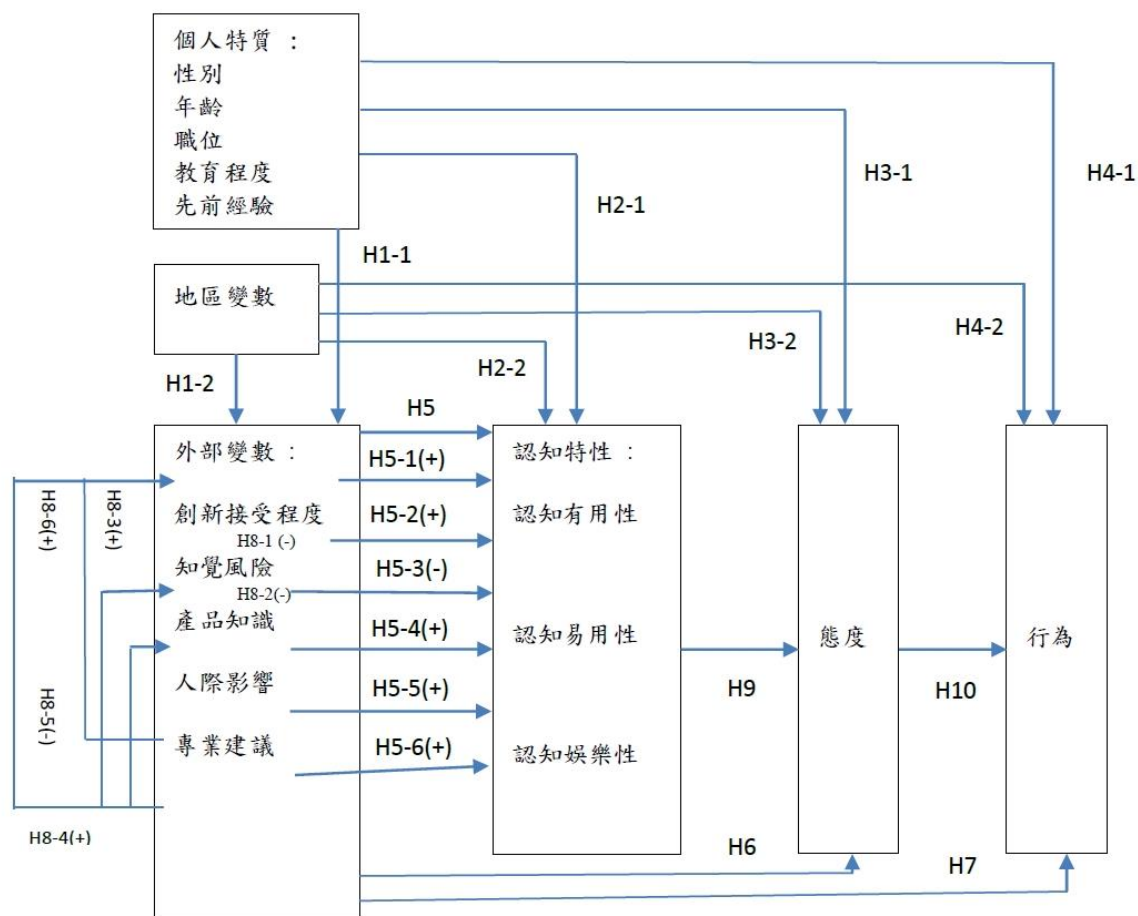 個人特質 :
性別
年齡
職位
教育程度
先前經驗
H4-1
H3-1
H2-1
H1-1
地區變數
H4-2
H3-2
H2-2
H1-2
H5
外部變數 :
認知特性 :
H5-1(+)
H8-6(+)
H8-3(+)
創新接受程度
H5-2(+)
認知有用性
H8-1 (-)
知覺風險
H5-3(-)
H8-2(-)
產品知識
H5-4(+)
認知易用性
態度
行為
人際影響
H5-5(+)
H9
H10
H8-5(-)
專業建議
H5-6(+)
認知娛樂性
H8-4(+)
H6
H7